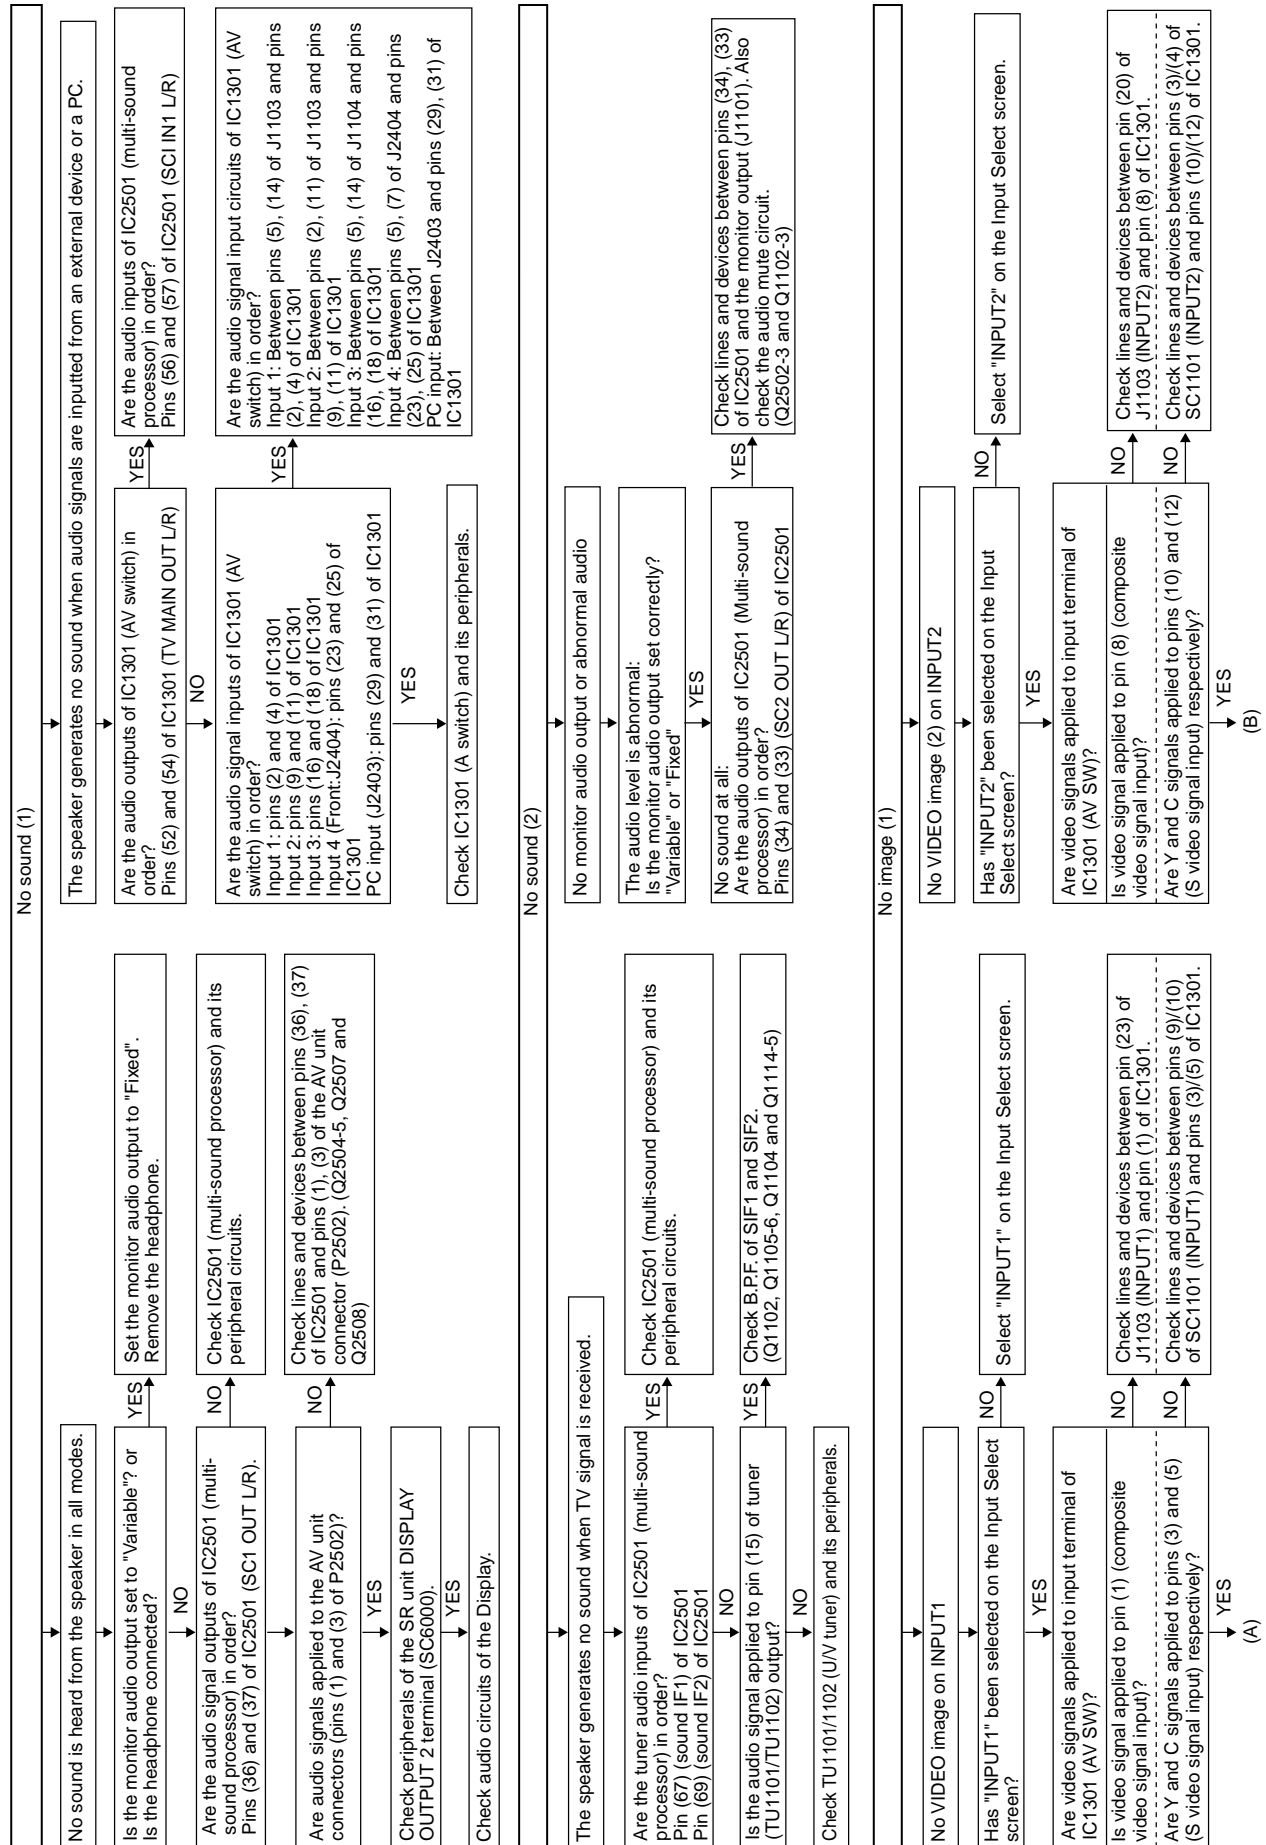 No sound (1)
No sound is heard from the speaker in all modes.
Is the monitor audio output set to "Variable"? or
Is the headphone connected?
YES
Set the monitor audio output to "Fixed".
Remove the headphone.
NO
Are the audio signal outputs of IC2501 (multi-
sound processor) in order?
Pins (36) and (37) of IC2501 (SC1 OUT L/R).
NO
Check IC2501 (multi-sound processor) and its
peripheral circuits.
Are audio signals applied to the AV unit
connectors (pins (1) and (3) of P2502)?
NO
Check lines and devices between pins (36), (37)
of IC2501 and pins (1), (3) of the AV unit
connector (P2502). (Q2504-5, Q2507 and
Q2508)
YES
Check peripherals of the SR unit DISPLAY
OUTPUT 2 terminal (SC6000).
YES
Check audio circuits of the Display.
The speaker generates no sound when audio signals are inputted from an external device or a PC.
Are the audio outputs of IC1301 (AV switch) in
order?
Pins (52) and (54) of IC1301 (TV MAIN OUT L/R)
YES
Are the audio inputs of IC2501 (multi-sound
processor) in order?
Pins (56) and (57) of IC2501 (SCI IN1 L/R)
NO
Are the audio signal inputs of IC1301 (AV
switch) in order?
Input 1: pins (2) and (4) of IC1301
Input 2: pins (9) and (11) of IC1301
Input 3: pins (16) and (18) of IC1301
Input 4 (Front:J2404): pins (23) and (25) of
IC1301
PC input (J2403): pins (29) and (31) of IC1301
YES
Are the audio signal input circuits of IC1301 (AV
switch) in order?
Input 1: Between pins (5), (14) of J1103 and pins
(2), (4) of IC1301
Input 2: Between pins (2), (11) of J1103 and pins
(9), (11) of IC1301
Input 3: Between pins (5), (14) of J1104 and pins
(16), (18) of IC1301
Input 4: Between pins (5), (7) of J2404 and pins
(23), (25) of IC1301
PC input: Between J2403 and pins (29), (31) of
IC1301
YES
Check IC1301 (A switch) and its peripherals.
No sound (2)
The speaker generates no sound when TV signal is received.
Are the tuner audio inputs of IC2501 (multi-sound
processor) in order?
Pin (67) (sound IF1) of IC2501
Pin (69) (sound IF2) of IC2501
YES
Check IC2501 (multi-sound processor) and its
peripheral circuits.
NO
Is the audio signal applied to pin (15) of tuner
(TU1101/TU1102) output?
YES
Check B.P.F. of SIF1 and SIF2.
(Q1102, Q1105-6, Q1104 and Q1114-5)
NO
Check TU1101/1102 (U/V tuner) and its peripherals.
No monitor audio output or abnormal audio
The audio level is abnormal:
Is the monitor audio output set correctly?
"Variable" or "Fixed"
YES
No sound at all:
Are the audio outputs of IC2501 (Multi-sound
processor) in order?
Pins (34) and (33) (SC2 OUT L/R) of IC2501
YES
Check lines and devices between pins (34), (33)
of IC2501 and the monitor output (J1101). Also
check the audio mute circuit.
(Q2502-3 and Q1102-3)
No image (1)
No VIDEO image on INPUT1
Has "INPUT1" been selected on the Input Select
screen?
NO
Select "INPUT1" on the Input Select screen.
YES
Are video signals applied to input terminal of
IC1301 (AV SW)?
Is video signal applied to pin (1) (composite
video signal input)?
NO
Check lines and devices between pin (23) of
J1103 (INPUT1) and pin (1) of IC1301.
Are Y and C signals applied to pins (3) and (5)
(S video signal input) respectively?
NO
Check lines and devices between pins (9)/(10)
of SC1101 (INPUT1) and pins (3)/(5) of IC1301.
YES
(A)
No VIDEO image (2) on INPUT2
Has "INPUT2" been selected on the Input
Select screen?
NO
Select "INPUT2" on the Input Select screen.
YES
Are video signals applied to input terminal of
IC1301 (AV SW)?
Is video signal applied to pin (8) (composite
video signal input)?
NO
Check lines and devices between pin (20) of
J1103 (INPUT2) and pin (8) of IC1301.
Are Y and C signals applied to pins (10) and (12)
(S video signal input) respectively?
NO
Check lines and devices between pins (3)/(4) of
SC1101 (INPUT2) and pins (10)/(12) of IC1301.
YES
(B)